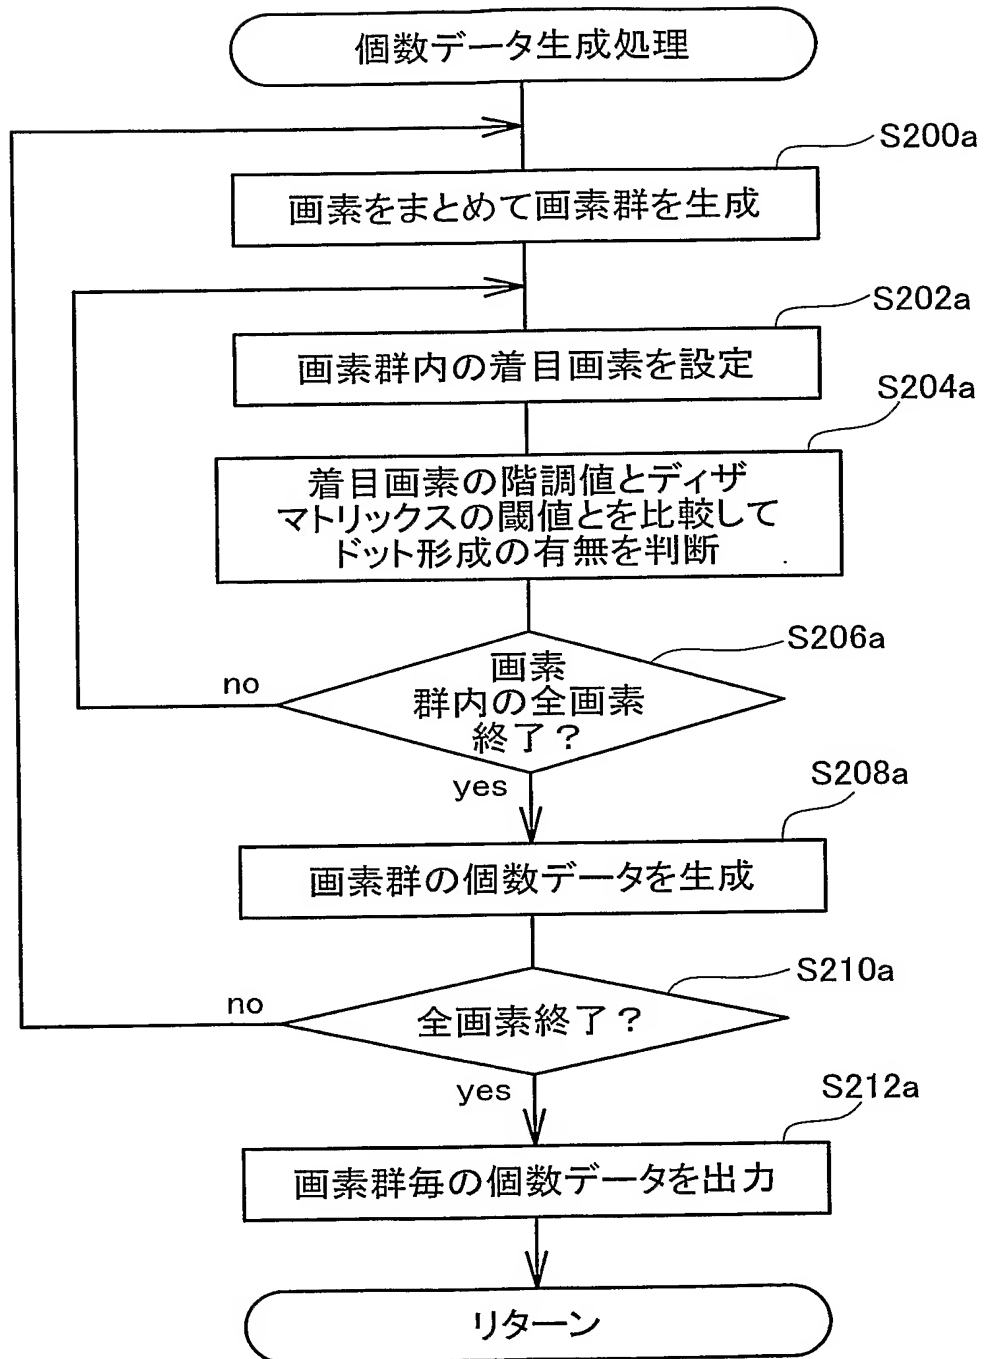 個数データ生成処理
S200a
画素をまとめて画素群を生成
S202a
画素群内の着目画素を設定
S204a
着目画素の階調値とディザ
マトリックスの閾値とを比較して
ドット形成の有無を判断
S206a
画素
群内の全画素
終了？
no
yes
S208a
画素群の個数データを生成
S210a
全画素終了？
no
yes
S212a
画素群毎の個数データを出力
リターン